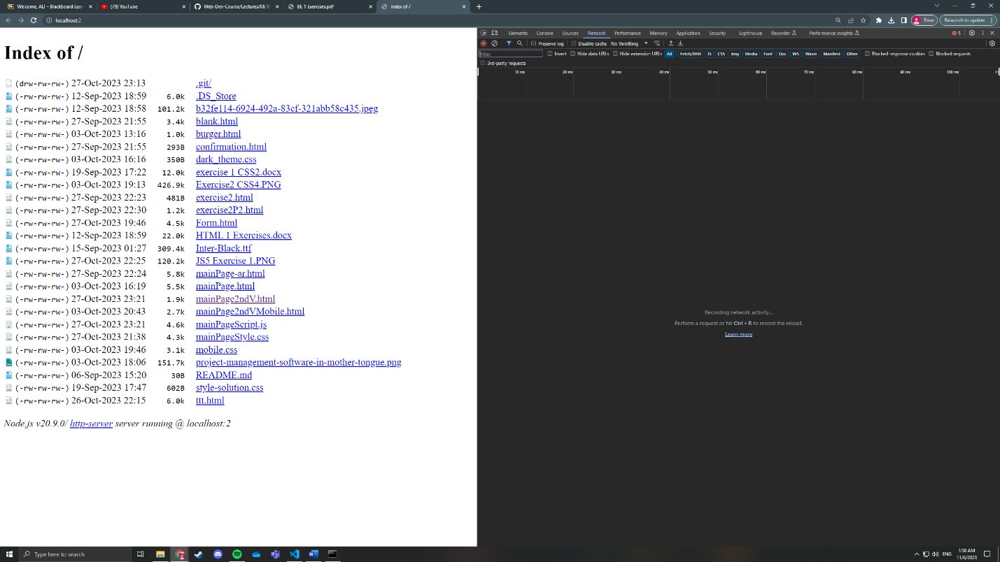 Welcome, ALI – Blackboard Lear
(79) YouTube
Web-Dev-Course/Lectures/06 W
BE 1 Exercises.pdf
Index of /
localhost:2
Error
Relaunch to update
Index of /
(drw-rw-rw-) 27-Oct-2023 23:13 .git/
(-rw-rw-rw-) 12-Sep-2023 18:59 6.0k .DS_Store
(-rw-rw-rw-) 12-Sep-2023 18:58 101.2k b32fe114-6924-492a-83cf-321abb58c435.jpeg
(-rw-rw-rw-) 27-Sep-2023 21:55 3.4k blank.html
(-rw-rw-rw-) 03-Oct-2023 13:16 1.0k burger.html
(-rw-rw-rw-) 27-Sep-2023 21:55 293B confirmation.html
(-rw-rw-rw-) 03-Oct-2023 16:16 350B dark_theme.css
(-rw-rw-rw-) 19-Sep-2023 17:22 12.0k exercise 1 CSS2.docx
(-rw-rw-rw-) 03-Oct-2023 19:13 426.9k Exercise2 CSS4.PNG
(-rw-rw-rw-) 27-Sep-2023 22:23 481B exercise2.html
(-rw-rw-rw-) 27-Sep-2023 22:30 1.2k exercise2P2.html
(-rw-rw-rw-) 27-Oct-2023 19:46 4.5k Form.html
(-rw-rw-rw-) 12-Sep-2023 18:59 22.0k HTML 1 Exercises.docx
(-rw-rw-rw-) 15-Sep-2023 01:27 309.4k Inter-Black.ttf
(-rw-rw-rw-) 27-Oct-2023 22:25 120.2k JS5 Exercise 1.PNG
(-rw-rw-rw-) 27-Sep-2023 22:24 5.8k mainPage-ar.html
(-rw-rw-rw-) 03-Oct-2023 16:19 5.5k mainPage.html
(-rw-rw-rw-) 27-Oct-2023 23:21 1.9k mainPage2ndV.html
(-rw-rw-rw-) 03-Oct-2023 20:43 2.7k mainPage2ndVMobile.html
(-rw-rw-rw-) 27-Oct-2023 23:21 4.6k mainPageScript.js
(-rw-rw-rw-) 27-Oct-2023 21:38 4.3k mainPageStyle.css
(-rw-rw-rw-) 03-Oct-2023 19:46 3.1k mobile.css
(-rw-rw-rw-) 03-Oct-2023 18:06 151.7k project-management-software-in-mother-tongue.png
(-rw-rw-rw-) 06-Sep-2023 15:20 30B README.md
(-rw-rw-rw-) 19-Sep-2023 17:47 602B style-solution.css
(-rw-rw-rw-) 26-Oct-2023 22:15 6.0k ttt.html
Node.js v20.9.0/ http-server server running @ localhost:2
Elements Console Sources Network Performance Memory Application Security Lighthouse Recorder Performance insights 5
Preserve log Disable cache No throttling
Filter Invert Hide data URLs Hide extension URLs All Fetch/XHR JS CSS Img Media Font Doc WS Wasm Manifest Other Blocked response cookies Blocked requests
3rd-party requests
10 ms 20 ms 30 ms 40 ms 50 ms 60 ms 70 ms 80 ms 90 ms 100 ms 11
Recording network activity...
Perform a request or hit Ctrl + R to record the reload.
Learn more
Type here to search
ENG
1:58 AM
11/6/2023